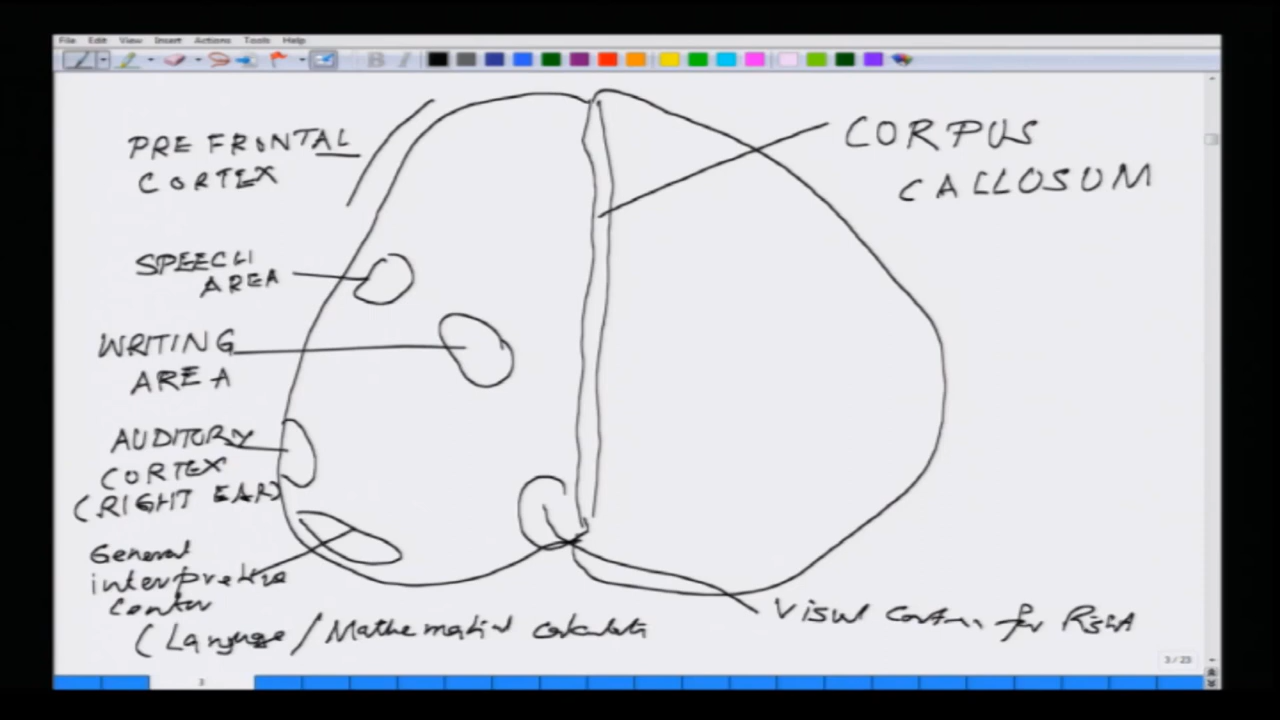 File Edit View Insert Actions Tools Help
PRE FRONTAL
CORTEX
CORPUS
CALLOSUM
SPEECH
AREA
WRITING
AREA
AUDITORY
CORTEX
(RIGHT EAR)
General
interpretive
center
(Language / Mathematical
Visual for
3 / 23
3